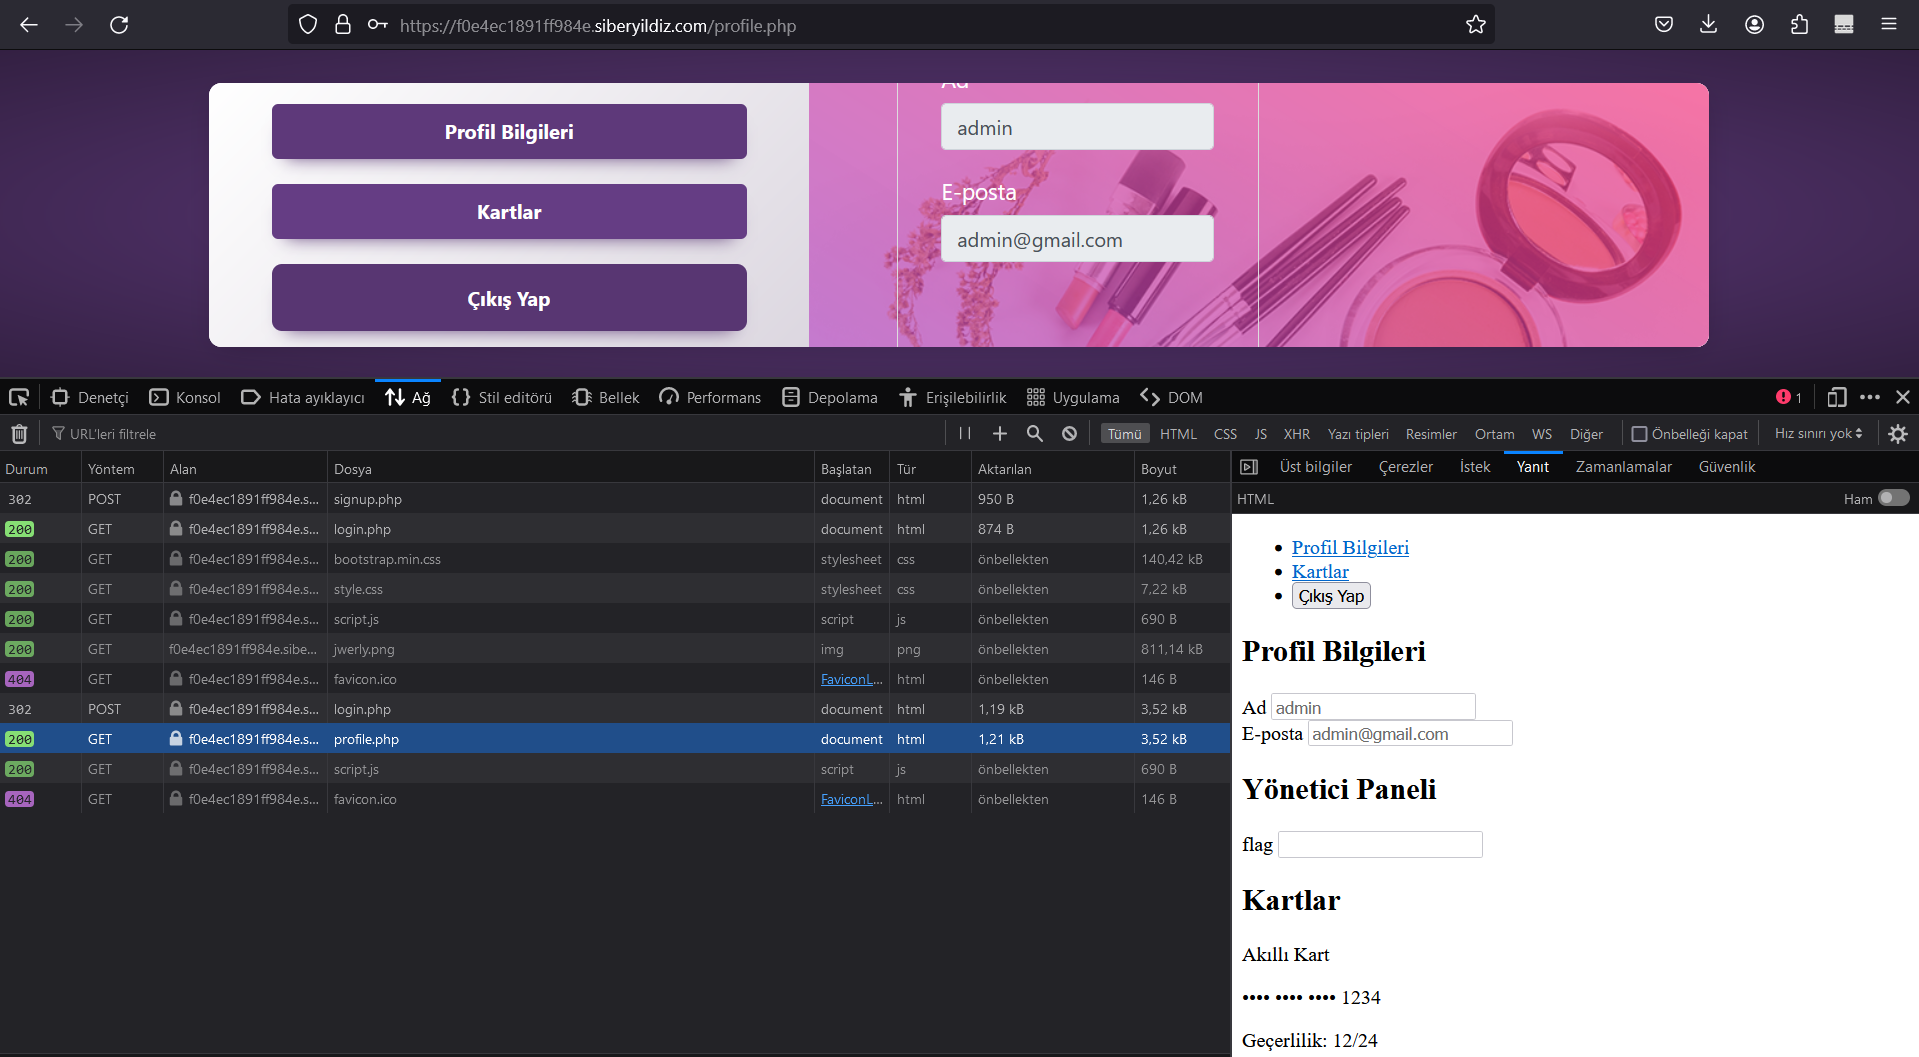 https://f0e4ec1891ff984e.siberyildiz.com/profile.php
Profil Bilgileri
Kartlar
Çıkış Yap
Ad
admin
E-posta
admin@gmail.com
Denetçi Konsol Hata ayıklayıcı Ağ Stil editörü Bellek Performans Depolama Erişilebilirlik Uygulama DOM 1
URL'leri filtrele Tümü HTML CSS JS XHR Yazı tipleri Resimler Ortam WS Diğer Önbelleği kapat Hız sınırı yok
Durum Yöntem Alan Dosya Başlatan Tür Aktarılan Boyut
302 POST f0e4ec1891ff984e.s... signup.php document html 950 B 1,26 kB
200 GET f0e4ec1891ff984e.s... login.php document html 874 B 1,26 kB
200 GET f0e4ec1891ff984e.s... bootstrap.min.css stylesheet css önbellekten 140,42 kB
200 GET f0e4ec1891ff984e.s... style.css stylesheet css önbellekten 7,22 kB
200 GET f0e4ec1891ff984e.s... script.js script js önbellekten 690 B
200 GET f0e4ec1891ff984e.sibe... jwerly.png img png önbellekten 811,14 kB
404 GET f0e4ec1891ff984e.s... favicon.ico FaviconL... html önbellekten 146 B
302 POST f0e4ec1891ff984e.s... login.php document html 1,19 kB 3,52 kB
200 GET f0e4ec1891ff984e.s... profile.php document html 1,21 kB 3,52 kB
200 GET f0e4ec1891ff984e.s... script.js script js önbellekten 690 B
404 GET f0e4ec1891ff984e.s... favicon.ico FaviconL... html önbellekten 146 B
Üst bilgiler Çerezler İstek Yanıt Zamanlamalar Güvenlik
HTML Ham
• Profil Bilgileri
• Kartlar
• Çıkış Yap
Profil Bilgileri
Ad admin
E-posta admin@gmail.com
Yönetici Paneli
flag
Kartlar
Akıllı Kart
•••• •••• •••• 1234
Geçerlilik: 12/24